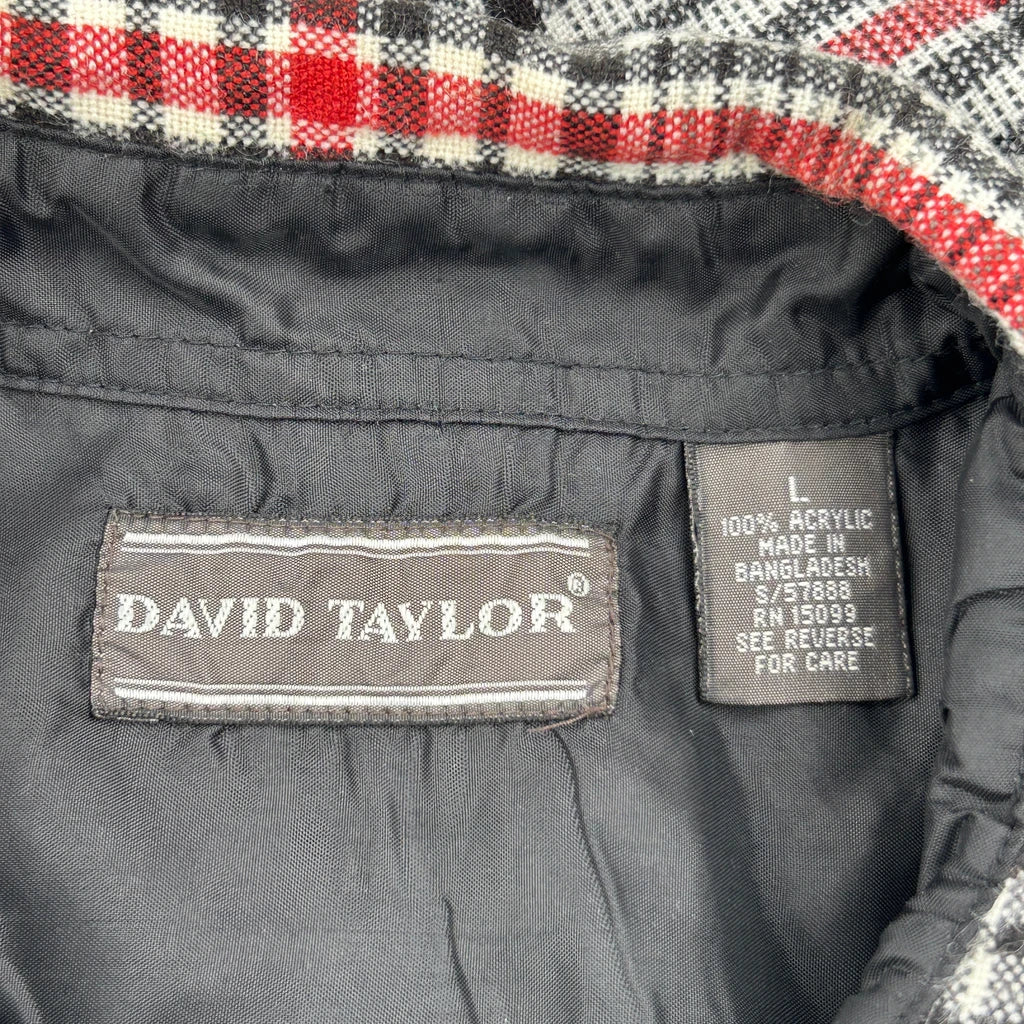 DAVID TAYLOR®
L
100% ACRYLIC
MADE IN
BANGLADESH
S/57888
RN 15099
SEE REVERSE
FOR CARE